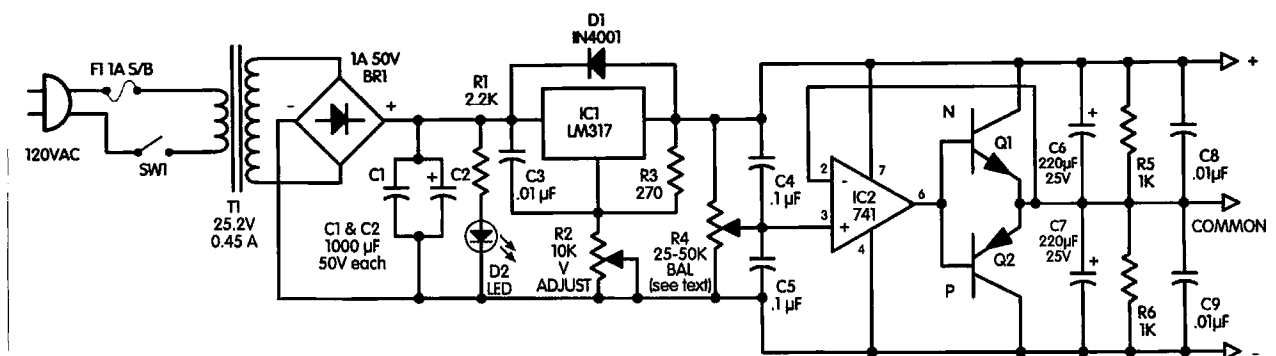 F1 1A S/B
120VAC
SW1
T1
25.2V
0.45 A
1A 50V
BR1
-
+
C1
+
C2
C1 & C2
1000 µF
50V each
R1
2.2K
D2
LED
D1
IN4001
IC1
LM317
C3
.01 µF
R3
270
R2
10K
V
ADJUST
R4
25-50K
BAL
(see text)
C4
.1 µF
C5
.1 µF
2
-
3
+
7
IC2
741
4
6
N
Q1
Q2
P
+
C6
220µF
25V
C7
220µF
25V
+
R5
1K
R6
1K
C8
.01µF
C9
.01µF
+
COMMON
-